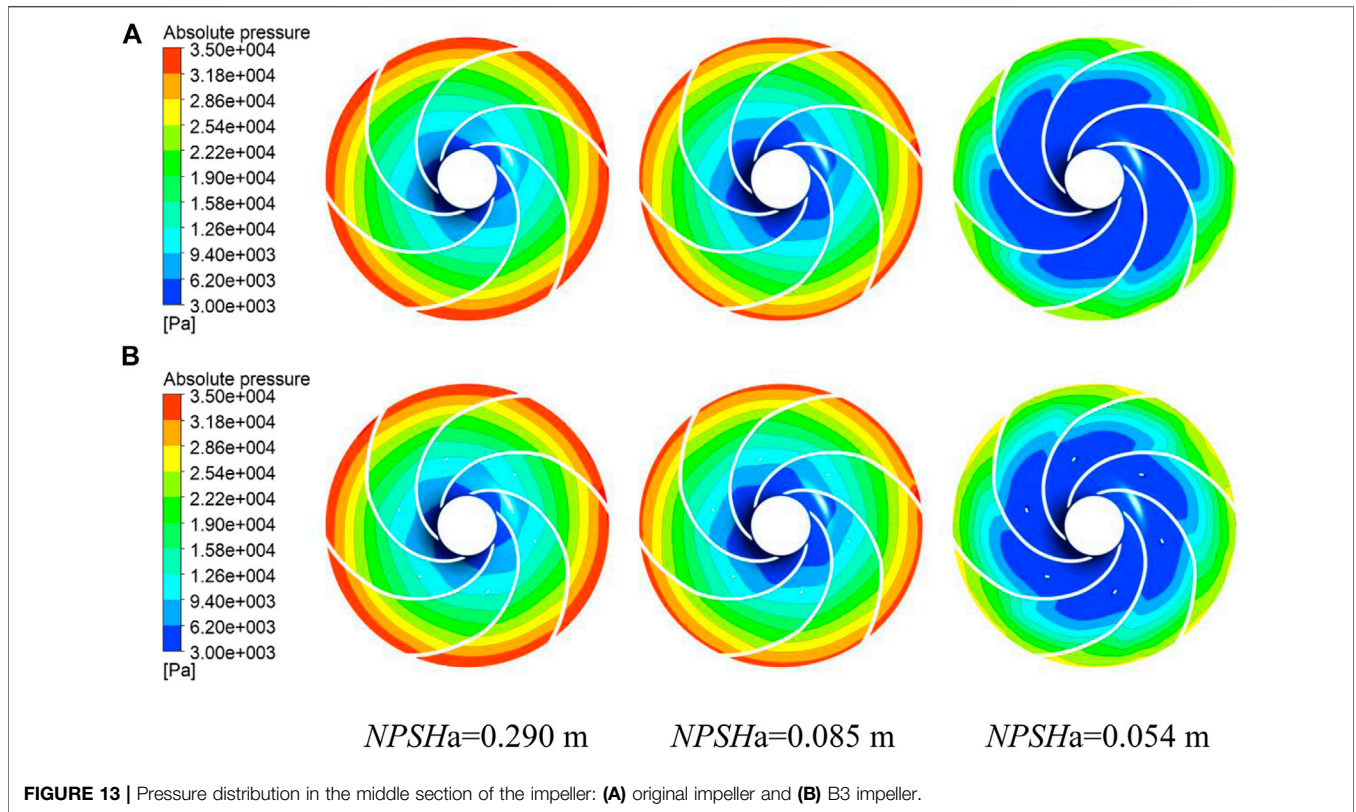 A
Absolute pressure
3.50e+004
3.18e+004
2.86e+004
2.54e+004
2.22e+004
1.90e+004
1.58e+004
1.26e+004
9.40e+003
6.20e+003
3.00e+003
[Pa]
B
Absolute pressure
3.50e+004
3.18e+004
2.86e+004
2.54e+004
2.22e+004
1.90e+004
1.58e+004
1.26e+004
9.40e+003
6.20e+003
3.00e+003
[Pa]
NPSHa=0.290 m NPSHa=0.085 m NPSHa=0.054 m
FIGURE 13 | Pressure distribution in the middle section of the impeller: (A) original impeller and (B) B3 impeller.